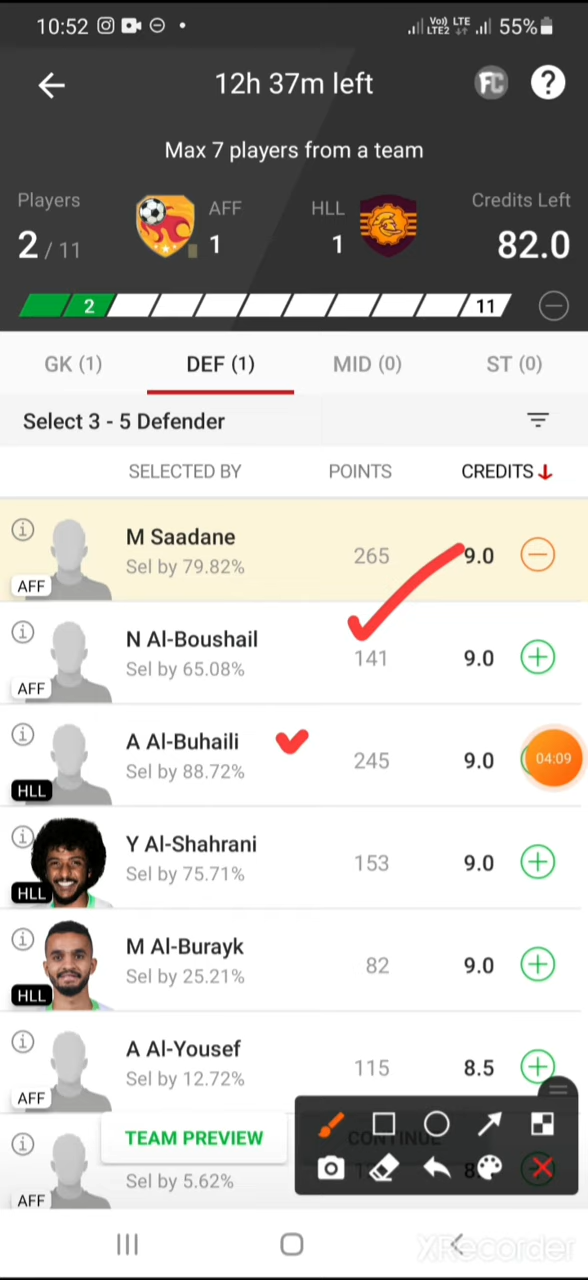 10:52
Vo)) LTE
LTE2
55%
12h 37m left
FC
?
Max 7 players from a team
Players
AFF
HLL
Credits Left
2 / 11
1
1
82.0
2
11
GK (1)
DEF (1)
MID (0)
ST (0)
Select 3 - 5 Defender
SELECTED BY
POINTS
CREDITS
M Saadane
Sel by 79.82%
265
9.0
AFF
N Al-Boushail
Sel by 65.08%
141
9.0
AFF
A Al-Buhaili
Sel by 88.72%
245
9.0
04:09
HLL
Y Al-Shahrani
Sel by 75.71%
153
9.0
HLL
M Al-Burayk
Sel by 25.21%
82
9.0
HLL
A Al-Yousef
Sel by 12.72%
115
8.5
AFF
TEAM PREVIEW
CONTINUE
Sel by 5.62%
AFF
XRecorder